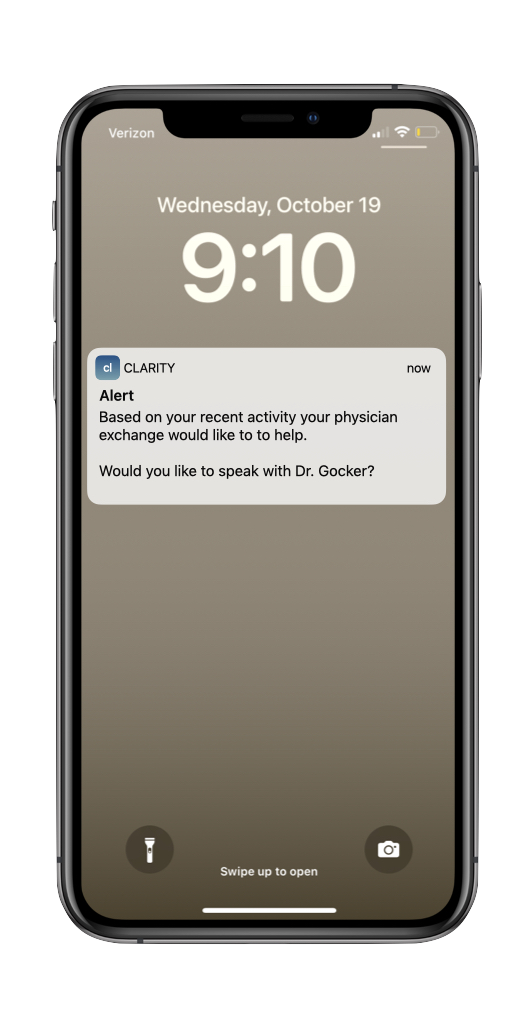 Verizon
Wednesday, October 19
9:10
cl CLARITY now
Alert
Based on your recent activity your physician
exchange would like to to help.
Would you like to speak with Dr. Gocker?
Swipe up to open